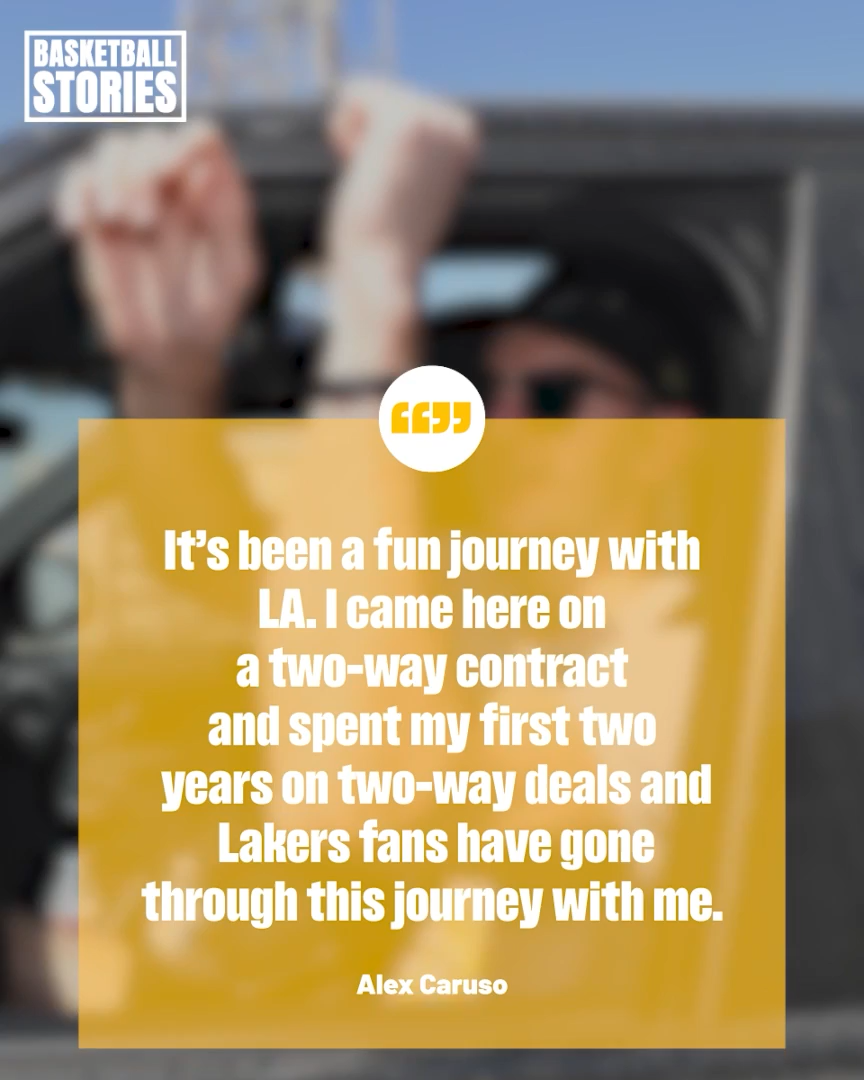 BASKETBALL
STORIES
It’s been a fun journey with
LA. I came here on
a two-way contract
and spent my first two
years on two-way deals and
Lakers fans have gone
through this journey with me.
Alex Caruso